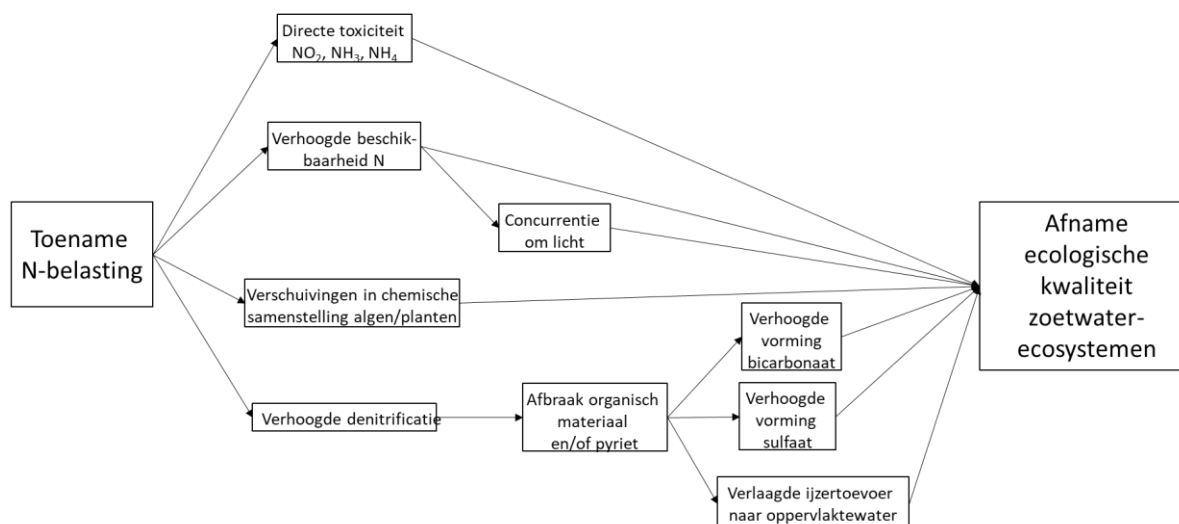 Directe toxiciteit
NO₂, NH₃, NH₄
Verhoogde beschik-
baarheid N
Concurrentie
om licht
Toename
N-belasting
Afname
ecologische
kwaliteit
zoetwater-
ecosystemen
Verschuivingen in chemische
samenstelling algen/planten
Verhoogde
vorming
bicarbonaat
Verhoogde denitrificatie
Afbraak organisch
materiaal
en/of pyriet
Verhoogde
vorming
sulfaat
Verlaagde ijzertoevoer
naar oppervlaktewater